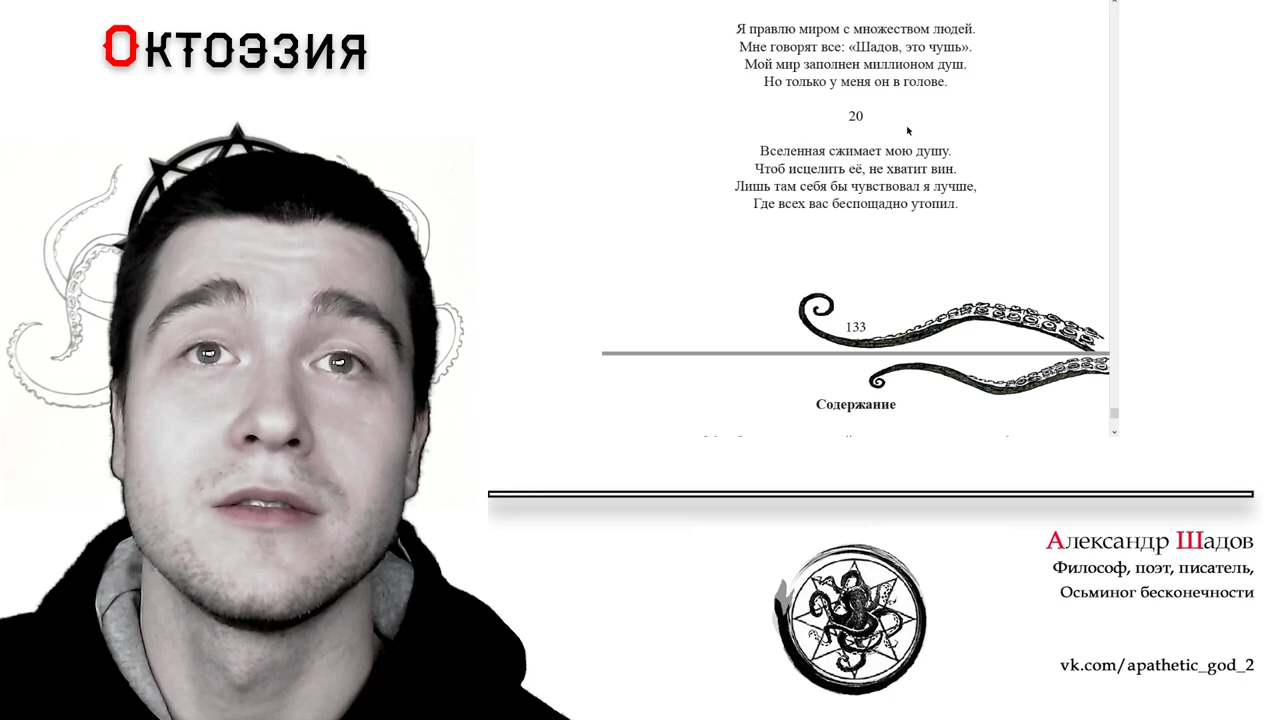 Октоэзия
Я правлю миром с множеством людей.
Мне говорят все: «Шадов, это чушь».
Мой мир заполнен миллионом душ.
Но только у меня он в голове.
20
Вселенная сжимает мою душу.
Чтоб исцелить её, не хватит вин.
Лишь там себя бы чувствовал я лучше,
Где всех вас беспощадно утопил.
133
Содержание
Александр Шадов
Философ, поэт, писатель,
Осьминог бесконечности
vk.com/apathetic_god_2